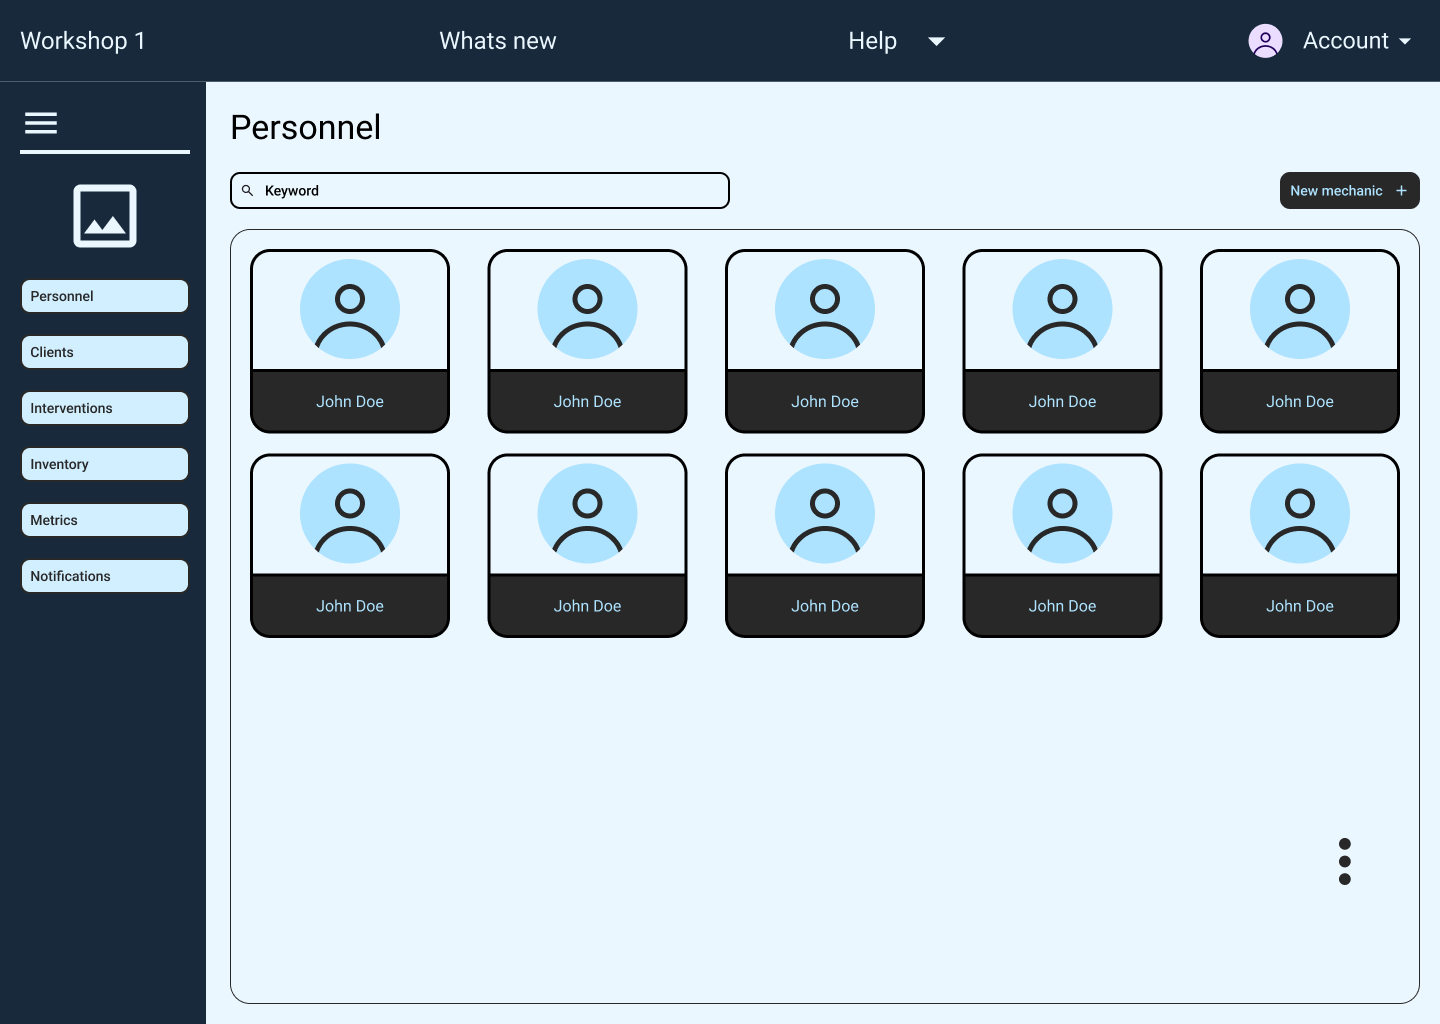 Workshop 1
Whats new
Help
Account
Personnel
Keyword
New mechanic +
Personnel
Clients
Interventions
Inventory
Metrics
Notifications
John Doe
John Doe
John Doe
John Doe
John Doe
John Doe
John Doe
John Doe
John Doe
John Doe